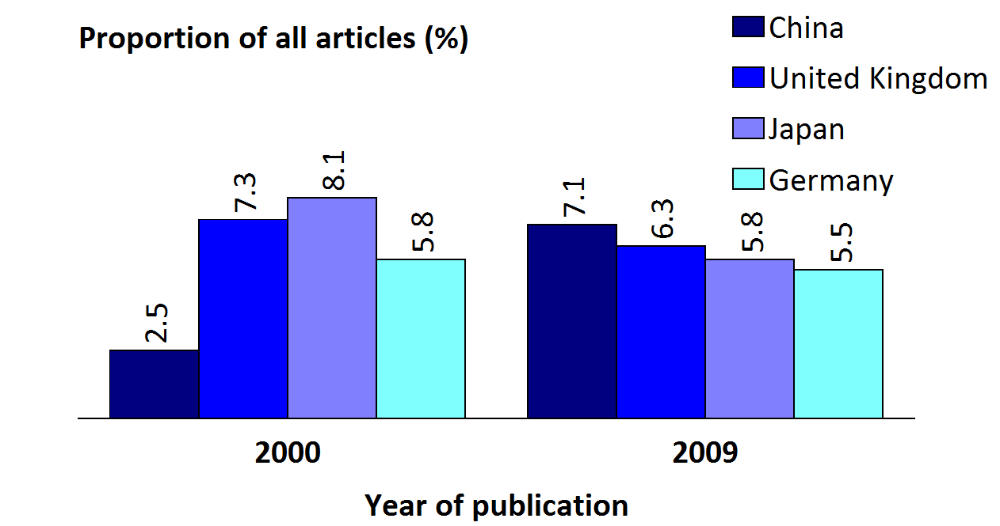 Proportion of all articles (%)
China
United Kingdom
Japan
Germany
2.5
7.3
8.1
5.8
7.1
6.3
5.8
5.5
2000
2009
Year of publication